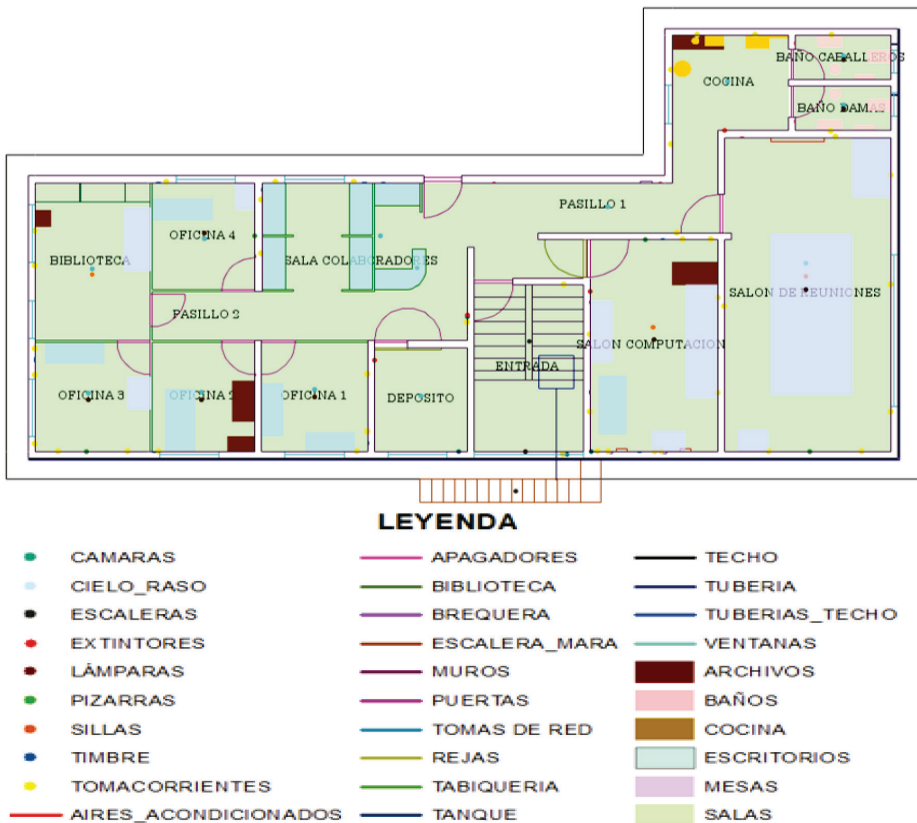 BAÑO CABALLEROS
COCINA
BAÑO DAMAS
PASILLO 1
OFICINA 4
BIBLIOTECA
SALA COLABORADORES
SALON DE REUNIONES
PASILLO 2
SALON COMPUTACION
ENTRADA
OFICINA 3
OFICINA 2
OFICINA 1
DEPOSITO
LEYENDA
CAMARAS
CIELO_RASO
ESCALERAS
EXTINTORES
LÁMPARAS
PIZARRAS
SILLAS
TIMBRE
TOMACORRIENTES
AIRES_ACONDICIONADOS
APAGADORES
BIBLIOTECA
BREQUERA
ESCALERA_MARA
MUROS
PUERTAS
TOMAS DE RED
REJAS
TABIQUERIA
TANQUE
TECHO
TUBERIA
TUBERIAS_TECHO
VENTANAS
ARCHIVOS
BAÑOS
COCINA
ESCRITORIOS
MESAS
SALAS